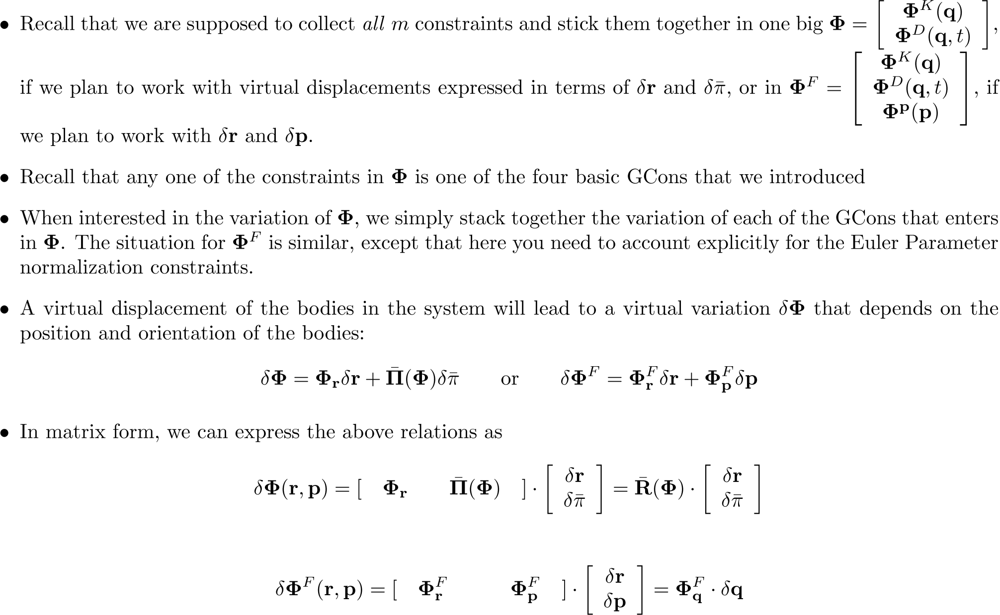 • Recall that we are supposed to collect all m constraints and stick them together in one big $\mathbf{\Phi} = \begin{bmatrix} \mathbf{\Phi}^K(\mathbf{q}) \\ \mathbf{\Phi}^D(\mathbf{q}, t) \end{bmatrix}$,
if we plan to work with virtual displacements expressed in terms of $\delta\mathbf{r}$ and $\delta\bar{\pi}$, or in $\mathbf{\Phi}^F = \begin{bmatrix} \mathbf{\Phi}^K(\mathbf{q}) \\ \mathbf{\Phi}^D(\mathbf{q}, t) \\ \mathbf{\Phi}^{\mathbf{p}}(\mathbf{p}) \end{bmatrix}$, if
we plan to work with $\delta\mathbf{r}$ and $\delta\mathbf{p}$.
• Recall that any one of the constraints in $\mathbf{\Phi}$ is one of the four basic GCons that we introduced
• When interested in the variation of $\mathbf{\Phi}$, we simply stack together the variation of each of the GCons that enters
in $\mathbf{\Phi}$. The situation for $\mathbf{\Phi}^F$ is similar, except that here you need to account explicitly for the Euler Parameter
normalization constraints.
• A virtual displacement of the bodies in the system will lead to a virtual variation $\delta\mathbf{\Phi}$ that depends on the
position and orientation of the bodies:
$\delta\mathbf{\Phi} = \mathbf{\Phi}_{\mathbf{r}}\delta\mathbf{r} + \bar{\mathbf{\Pi}}(\mathbf{\Phi})\delta\bar{\pi}$ or $\delta\mathbf{\Phi}^F = \mathbf{\Phi}^F_{\mathbf{r}}\delta\mathbf{r} + \mathbf{\Phi}^F_{\mathbf{p}}\delta\mathbf{p}$
• In matrix form, we can express the above relations as
$\delta\mathbf{\Phi}(\mathbf{r}, \mathbf{p}) = [\quad \mathbf{\Phi}_{\mathbf{r}} \quad \bar{\mathbf{\Pi}}(\mathbf{\Phi}) \quad] \cdot \begin{bmatrix} \delta\mathbf{r} \\ \delta\bar{\pi} \end{bmatrix} = \bar{\mathbf{R}}(\mathbf{\Phi}) \cdot \begin{bmatrix} \delta\mathbf{r} \\ \delta\bar{\pi} \end{bmatrix}$
$\delta\mathbf{\Phi}^F(\mathbf{r}, \mathbf{p}) = [\quad \mathbf{\Phi}^F_{\mathbf{r}} \quad \mathbf{\Phi}^F_{\mathbf{p}} \quad] \cdot \begin{bmatrix} \delta\mathbf{r} \\ \delta\mathbf{p} \end{bmatrix} = \mathbf{\Phi}^F_{\mathbf{q}} \cdot \delta\mathbf{q}$